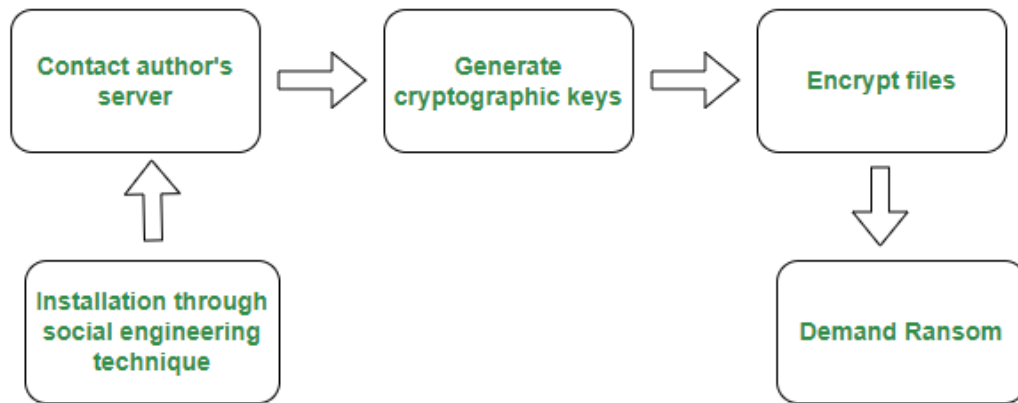 Contact author's
server
Generate
cryptographic keys
Encrypt files
Installation through
social engineering
technique
Demand Ransom